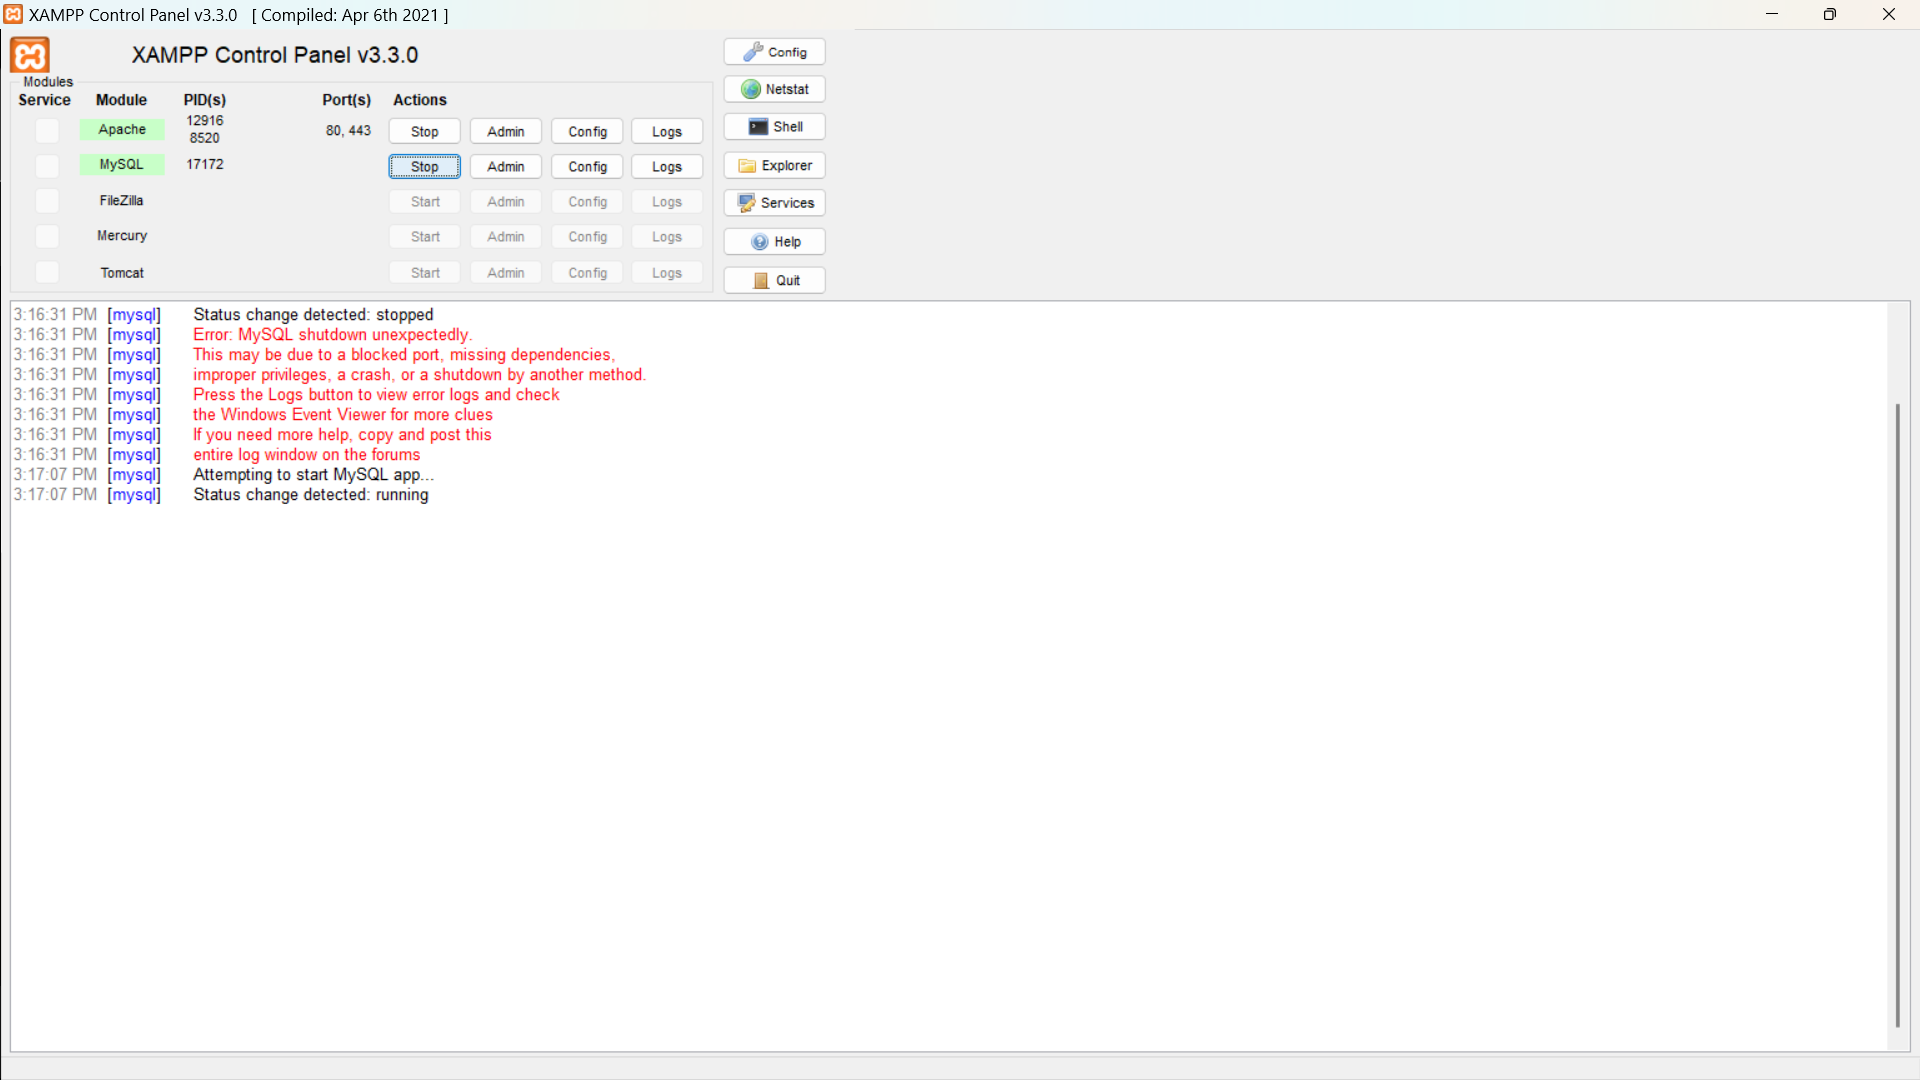 XAMPP Control Panel v3.3.0 [ Compiled: Apr 6th 2021 ]
XAMPP Control Panel v3.3.0
Config
Modules
Service Module PID(s) Port(s) Actions
Netstat
Apache 12916 8520 80, 443 Stop Admin Config Logs
Shell
MySQL 17172 Stop Admin Config Logs
Explorer
FileZilla Start Admin Config Logs
Services
Mercury Start Admin Config Logs
Help
Tomcat Start Admin Config Logs
Quit
3:16:31 PM [mysql] Status change detected: stopped
3:16:31 PM [mysql] Error: MySQL shutdown unexpectedly.
3:16:31 PM [mysql] This may be due to a blocked port, missing dependencies,
3:16:31 PM [mysql] improper privileges, a crash, or a shutdown by another method.
3:16:31 PM [mysql] Press the Logs button to view error logs and check
3:16:31 PM [mysql] the Windows Event Viewer for more clues
3:16:31 PM [mysql] If you need more help, copy and post this
3:16:31 PM [mysql] entire log window on the forums
3:17:07 PM [mysql] Attempting to start MySQL app...
3:17:07 PM [mysql] Status change detected: running